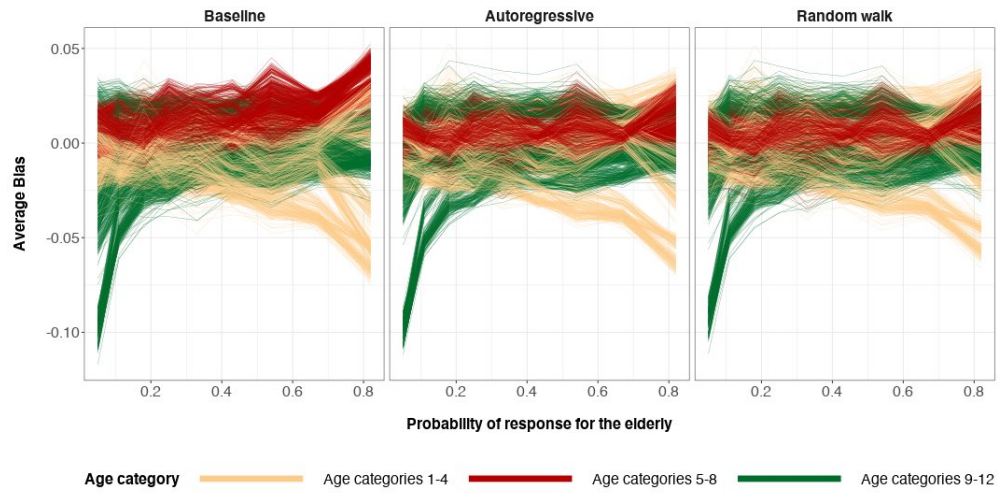 Baseline Autoregressive Random walk
0.05
0.00
-0.05
-0.10
Average Bias
0.2 0.4 0.6 0.8 0.2 0.4 0.6 0.8 0.2 0.4 0.6 0.8
Probability of response for the elderly
Age category Age categories 1-4 Age categories 5-8 Age categories 9-12